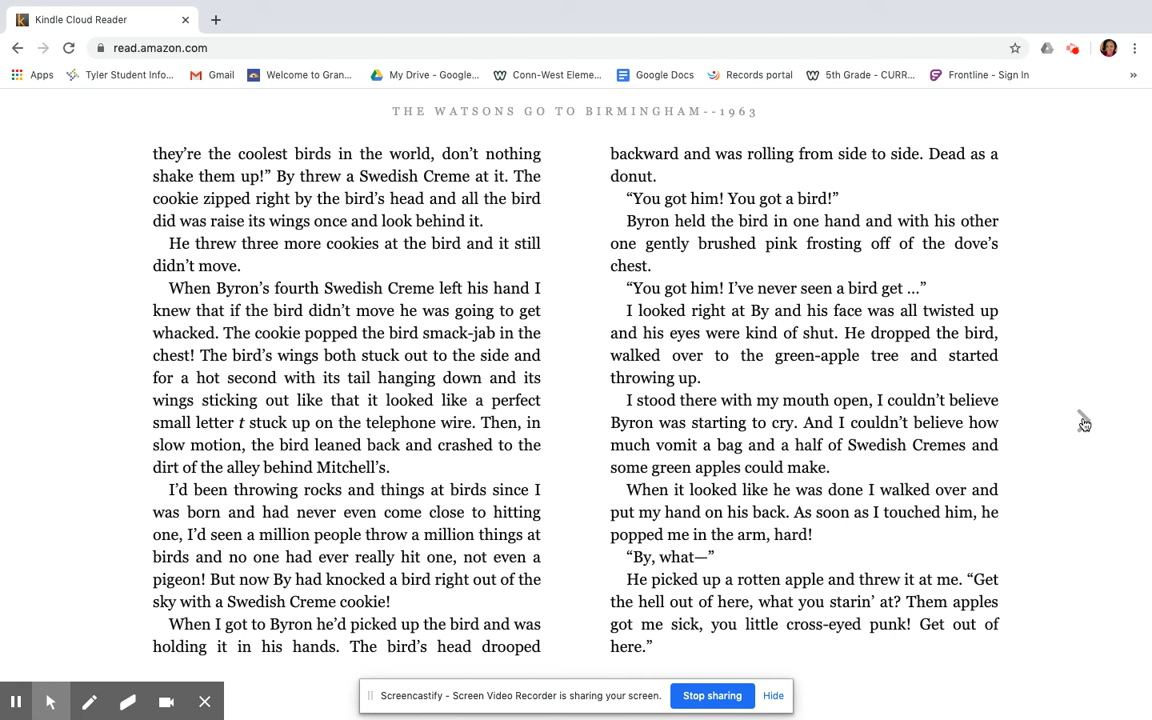 Kindle Cloud Reader
read.amazon.com
Apps
Tyler Student Info...
Gmail
Welcome to Gran...
My Drive - Google...
Conn-West Eleme...
Google Docs
Records portal
5th Grade - CURR...
Frontline - Sign In
»
THE WATSONS GO TO BIRMINGHAM--1963
they’re the coolest birds in the world, don’t nothing
shake them up!” By threw a Swedish Creme at it. The
cookie zipped right by the bird’s head and all the bird
did was raise its wings once and look behind it.
He threw three more cookies at the bird and it still
didn’t move.
When Byron’s fourth Swedish Creme left his hand I
knew that if the bird didn’t move he was going to get
whacked. The cookie popped the bird smack-jab in the
chest! The bird’s wings both stuck out to the side and
for a hot second with its tail hanging down and its
wings sticking out like that it looked like a perfect
small letter t stuck up on the telephone wire. Then, in
slow motion, the bird leaned back and crashed to the
dirt of the alley behind Mitchell’s.
I’d been throwing rocks and things at birds since I
was born and had never even come close to hitting
one, I’d seen a million people throw a million things at
birds and no one had ever really hit one, not even a
pigeon! But now By had knocked a bird right out of the
sky with a Swedish Creme cookie!
When I got to Byron he’d picked up the bird and was
holding it in his hands. The bird’s head drooped
backward and was rolling from side to side. Dead as a
donut.
“You got him! You got a bird!”
Byron held the bird in one hand and with his other
one gently brushed pink frosting off of the dove’s
chest.
“You got him! I’ve never seen a bird get ...”
I looked right at By and his face was all twisted up
and his eyes were kind of shut. He dropped the bird,
walked over to the green-apple tree and started
throwing up.
I stood there with my mouth open, I couldn’t believe
Byron was starting to cry. And I couldn’t believe how
much vomit a bag and a half of Swedish Cremes and
some green apples could make.
When it looked like he was done I walked over and
put my hand on his back. As soon as I touched him, he
popped me in the arm, hard!
“By, what—”
He picked up a rotten apple and threw it at me. “Get
the hell out of here, what you starin’ at? Them apples
got me sick, you little cross-eyed punk! Get out of
here.”
Screencastify - Screen Video Recorder is sharing your screen.
Stop sharing
Hide